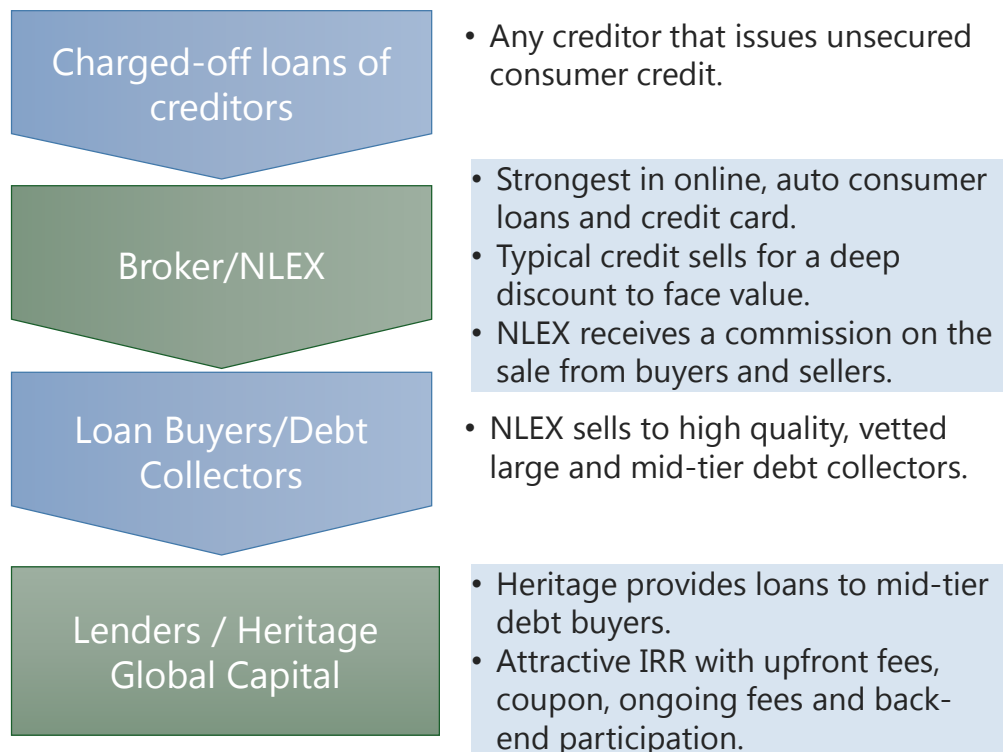 Charged-off loans of
creditors
• Any creditor that issues unsecured
consumer credit.
Broker/NLEX
• Strongest in online, auto consumer
loans and credit card.
• Typical credit sells for a deep
discount to face value.
• NLEX receives a commission on the
sale from buyers and sellers.
Loan Buyers/Debt
Collectors
• NLEX sells to high quality, vetted
large and mid-tier debt collectors.
Lenders / Heritage
Global Capital
• Heritage provides loans to mid-tier
debt buyers.
• Attractive IRR with upfront fees,
coupon, ongoing fees and back-
end participation.